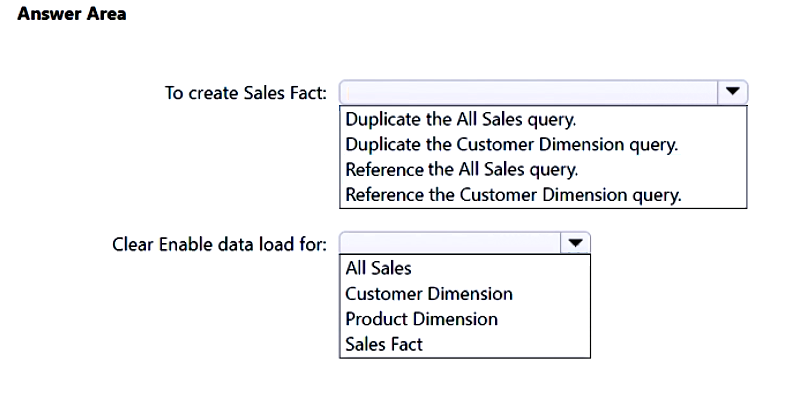 Answer Area
To create Sales Fact:
Duplicate the All Sales query.
Duplicate the Customer Dimension query.
Reference the All Sales query.
Reference the Customer Dimension query.
Clear Enable data load for:
All Sales
Customer Dimension
Product Dimension
Sales Fact